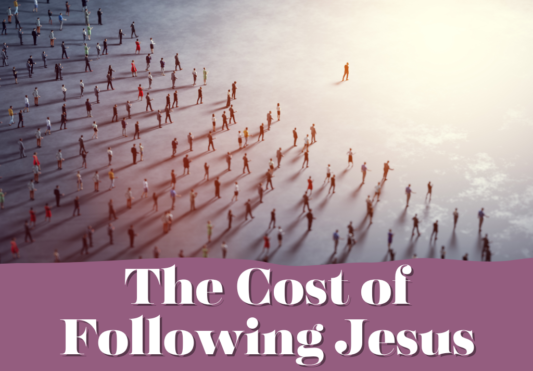 The Cost of
Following Jesus